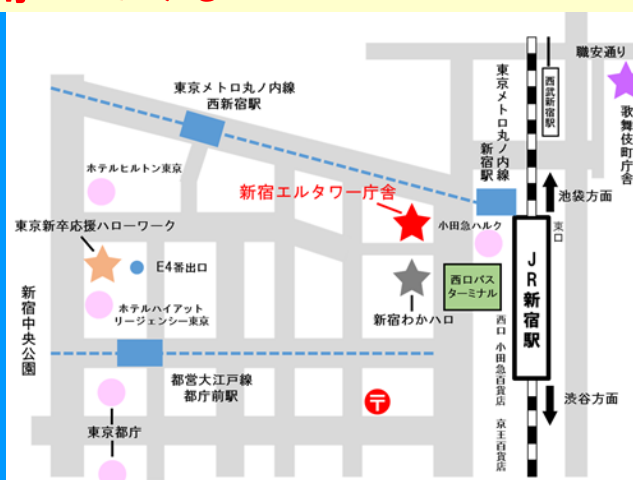 職安通り
東京メトロ丸ノ内線
西新宿駅
東京メトロ丸ノ内線
新宿駅
西武新宿駅
歌舞伎町庁舎
ホテルヒルトン東京
新宿エルタワー庁舎
池袋方面
東京新卒応援ハローワーク
小田急ハルク
東口
E4番出口
JR新宿駅
西口バス
ターミナル
新宿中央公園
ホテルハイアット
リージェンシー東京
新宿わかハロ
西口 小田急百貨店 京王百貨店
都営大江戸線
都庁前駅
渋谷方面
〒
東京都庁